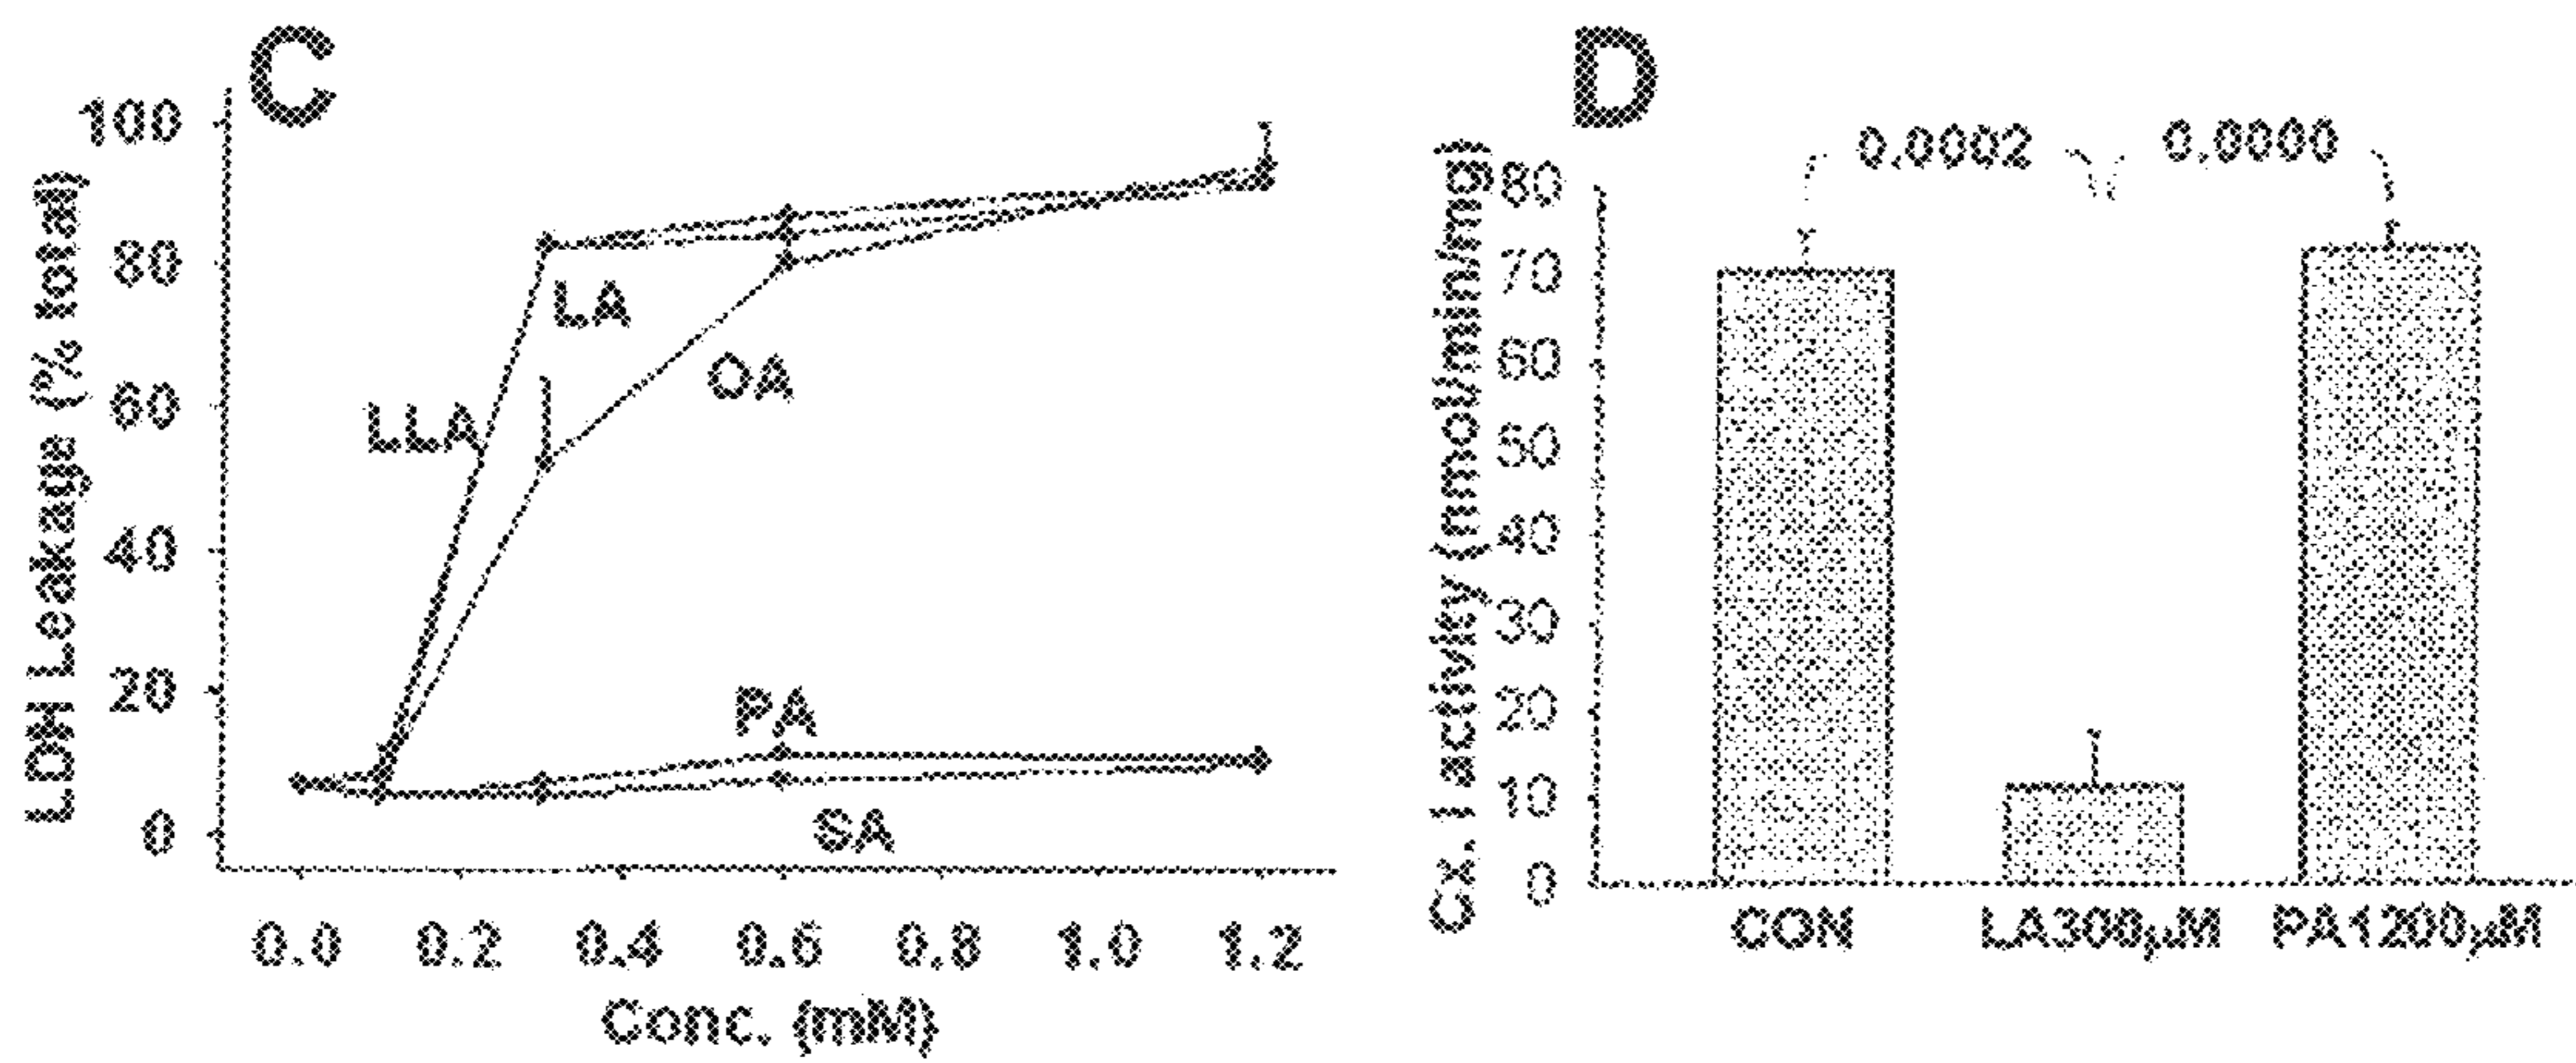 C
LDH Leakage (% total)
100
80
60
40
20
0
LA
OA
LLA
PA
SA
0.0 0.2 0.4 0.6 0.8 1.0 1.2
Conc. (mM)
D
Cx. I activity (nmol/min/mg)
0.0002 0.0000
80
70
60
50
40
30
20
10
0
CON LA300μM PA1200μM